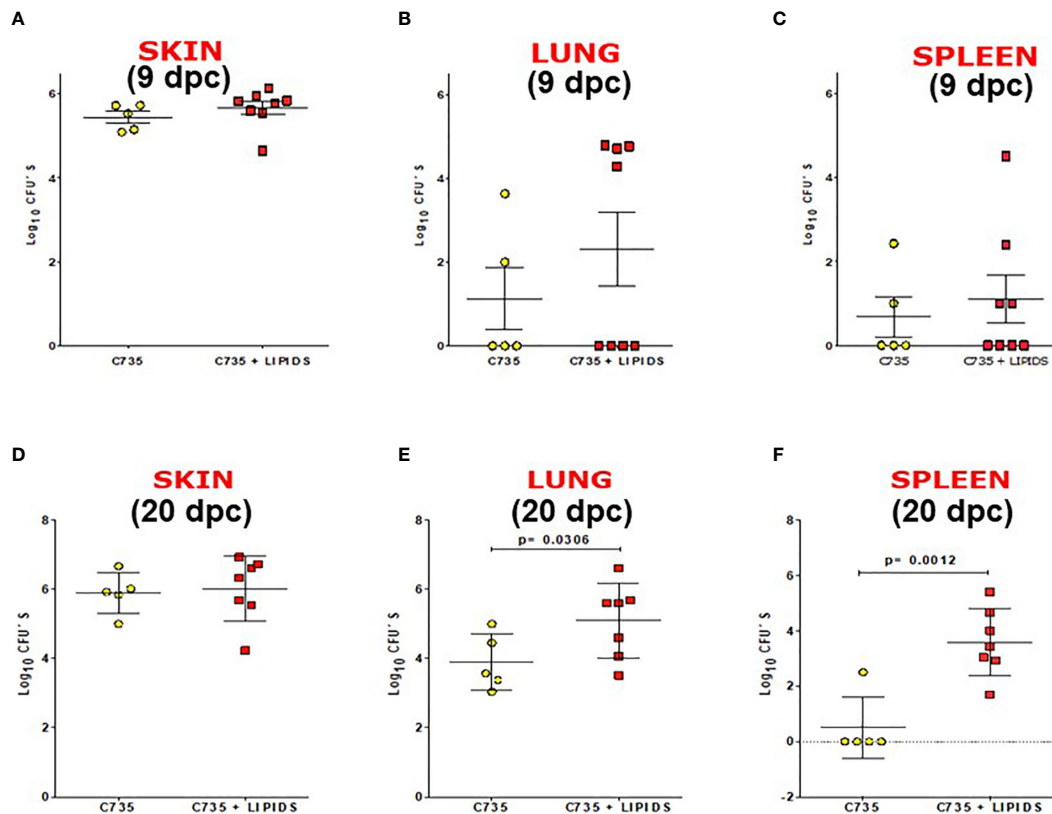 A
SKIN
(9 dpc)
Log10 CFU' S
6
4
2
0
C735
C735 + LIPIDS
B
LUNG
(9 dpc)
Log10 CFU' S
6
4
2
0
C735
C735 + LIPIDS
C
SPLEEN
(9 dpc)
Log10 CFU' S
6
4
2
0
C735
C735 + LIPIDS
D
SKIN
(20 dpc)
Log10 CFU' S
8
6
4
2
0
C735
C735 + LIPIDS
E
LUNG
(20 dpc)
p= 0.0306
Log10 CFU' S
8
6
4
2
0
C735
C735 + LIPIDS
F
SPLEEN
(20 dpc)
p= 0.0012
Log10 CFU' S
8
6
4
2
0
-2
C735
C735 + LIPIDS